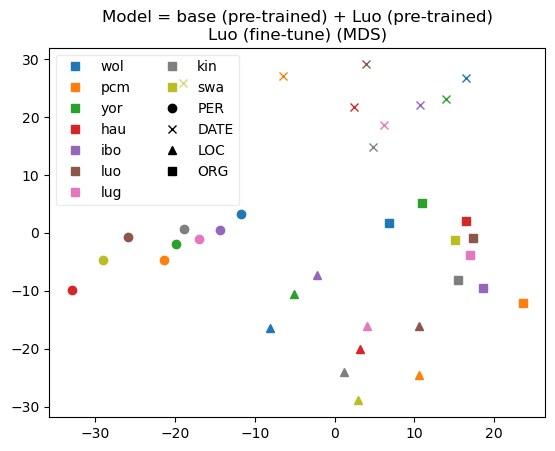 Model = base (pre-trained) + Luo (pre-trained)
Luo (fine-tune) (MDS)
30
20
10
0
−10
−20
−30
−30
−20
−10
0
10
20
wol
pcm
yor
hau
ibo
luo
lug
kin
swa
PER
DATE
LOC
ORG